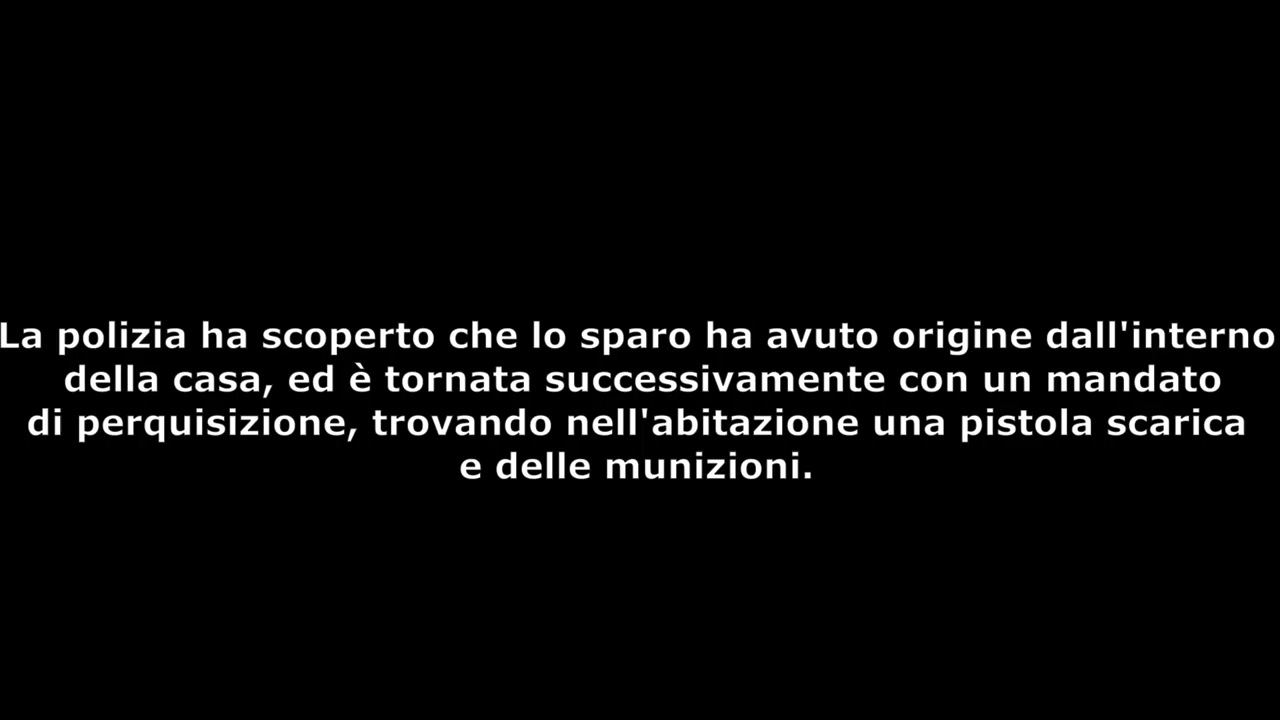 La polizia ha scoperto che lo sparo ha avuto origine dall'interno
della casa, ed è tornata successivamente con un mandato
di perquisizione, trovando nell'abitazione una pistola scarica
e delle munizioni.